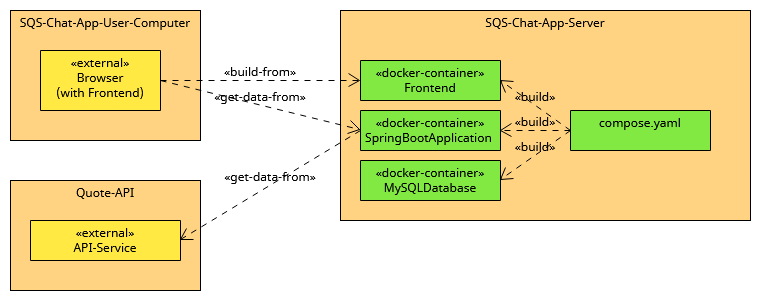 SQS-Chat-App-User-Computer
«external»
Browser
(with Frontend)
«build-from»
«get-data-from»
«get-data-from»
Quote-API
«external»
API-Service
SQS-Chat-App-Server
«docker-container»
Frontend
«docker-container»
SpringBootApplication
«docker-container»
MySQLDatabase
«build»
«build»
«build»
compose.yaml